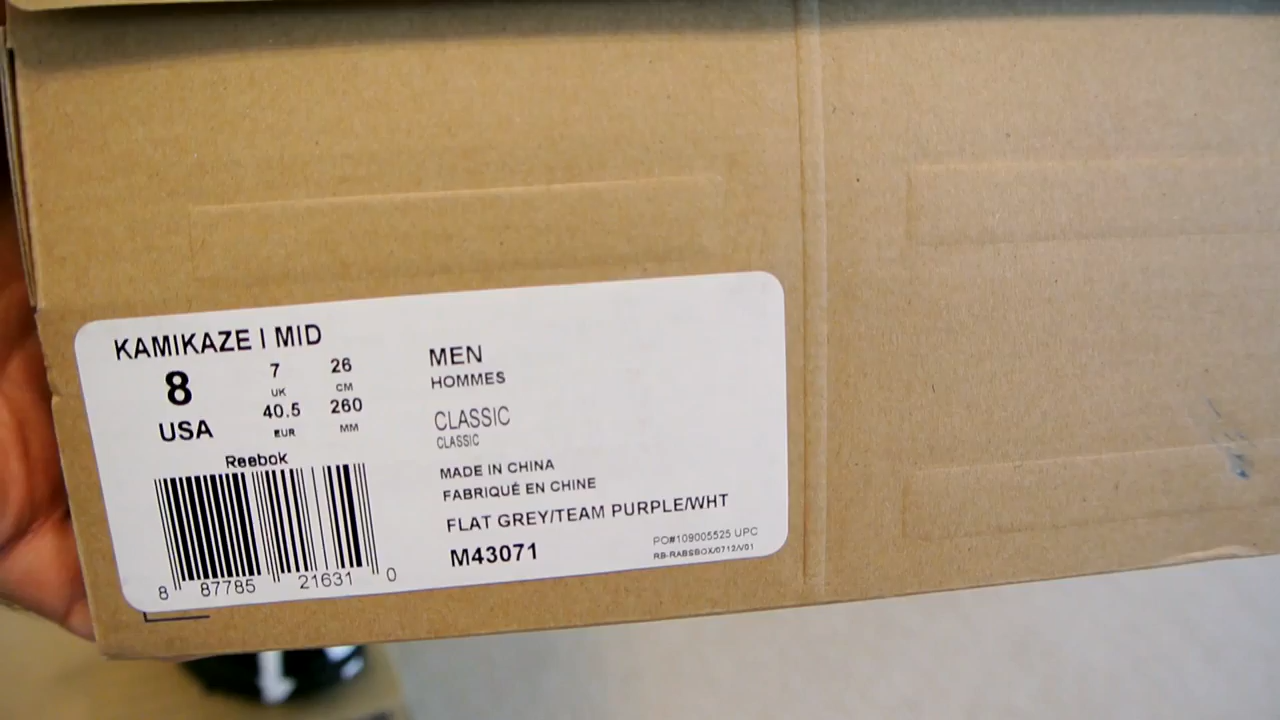 KAMIKAZE I MID
8
USA
7
UK
40.5
EUR
26
CM
260
MM
Reebok
8 87785 21631 0
MEN
HOMMES
CLASSIC
CLASSIC
MADE IN CHINA
FABRIQUÉ EN CHINE
FLAT GREY/TEAM PURPLE/WHT
M43071
PO#109005525 UPC
RB-RABSBOX/0712/V01